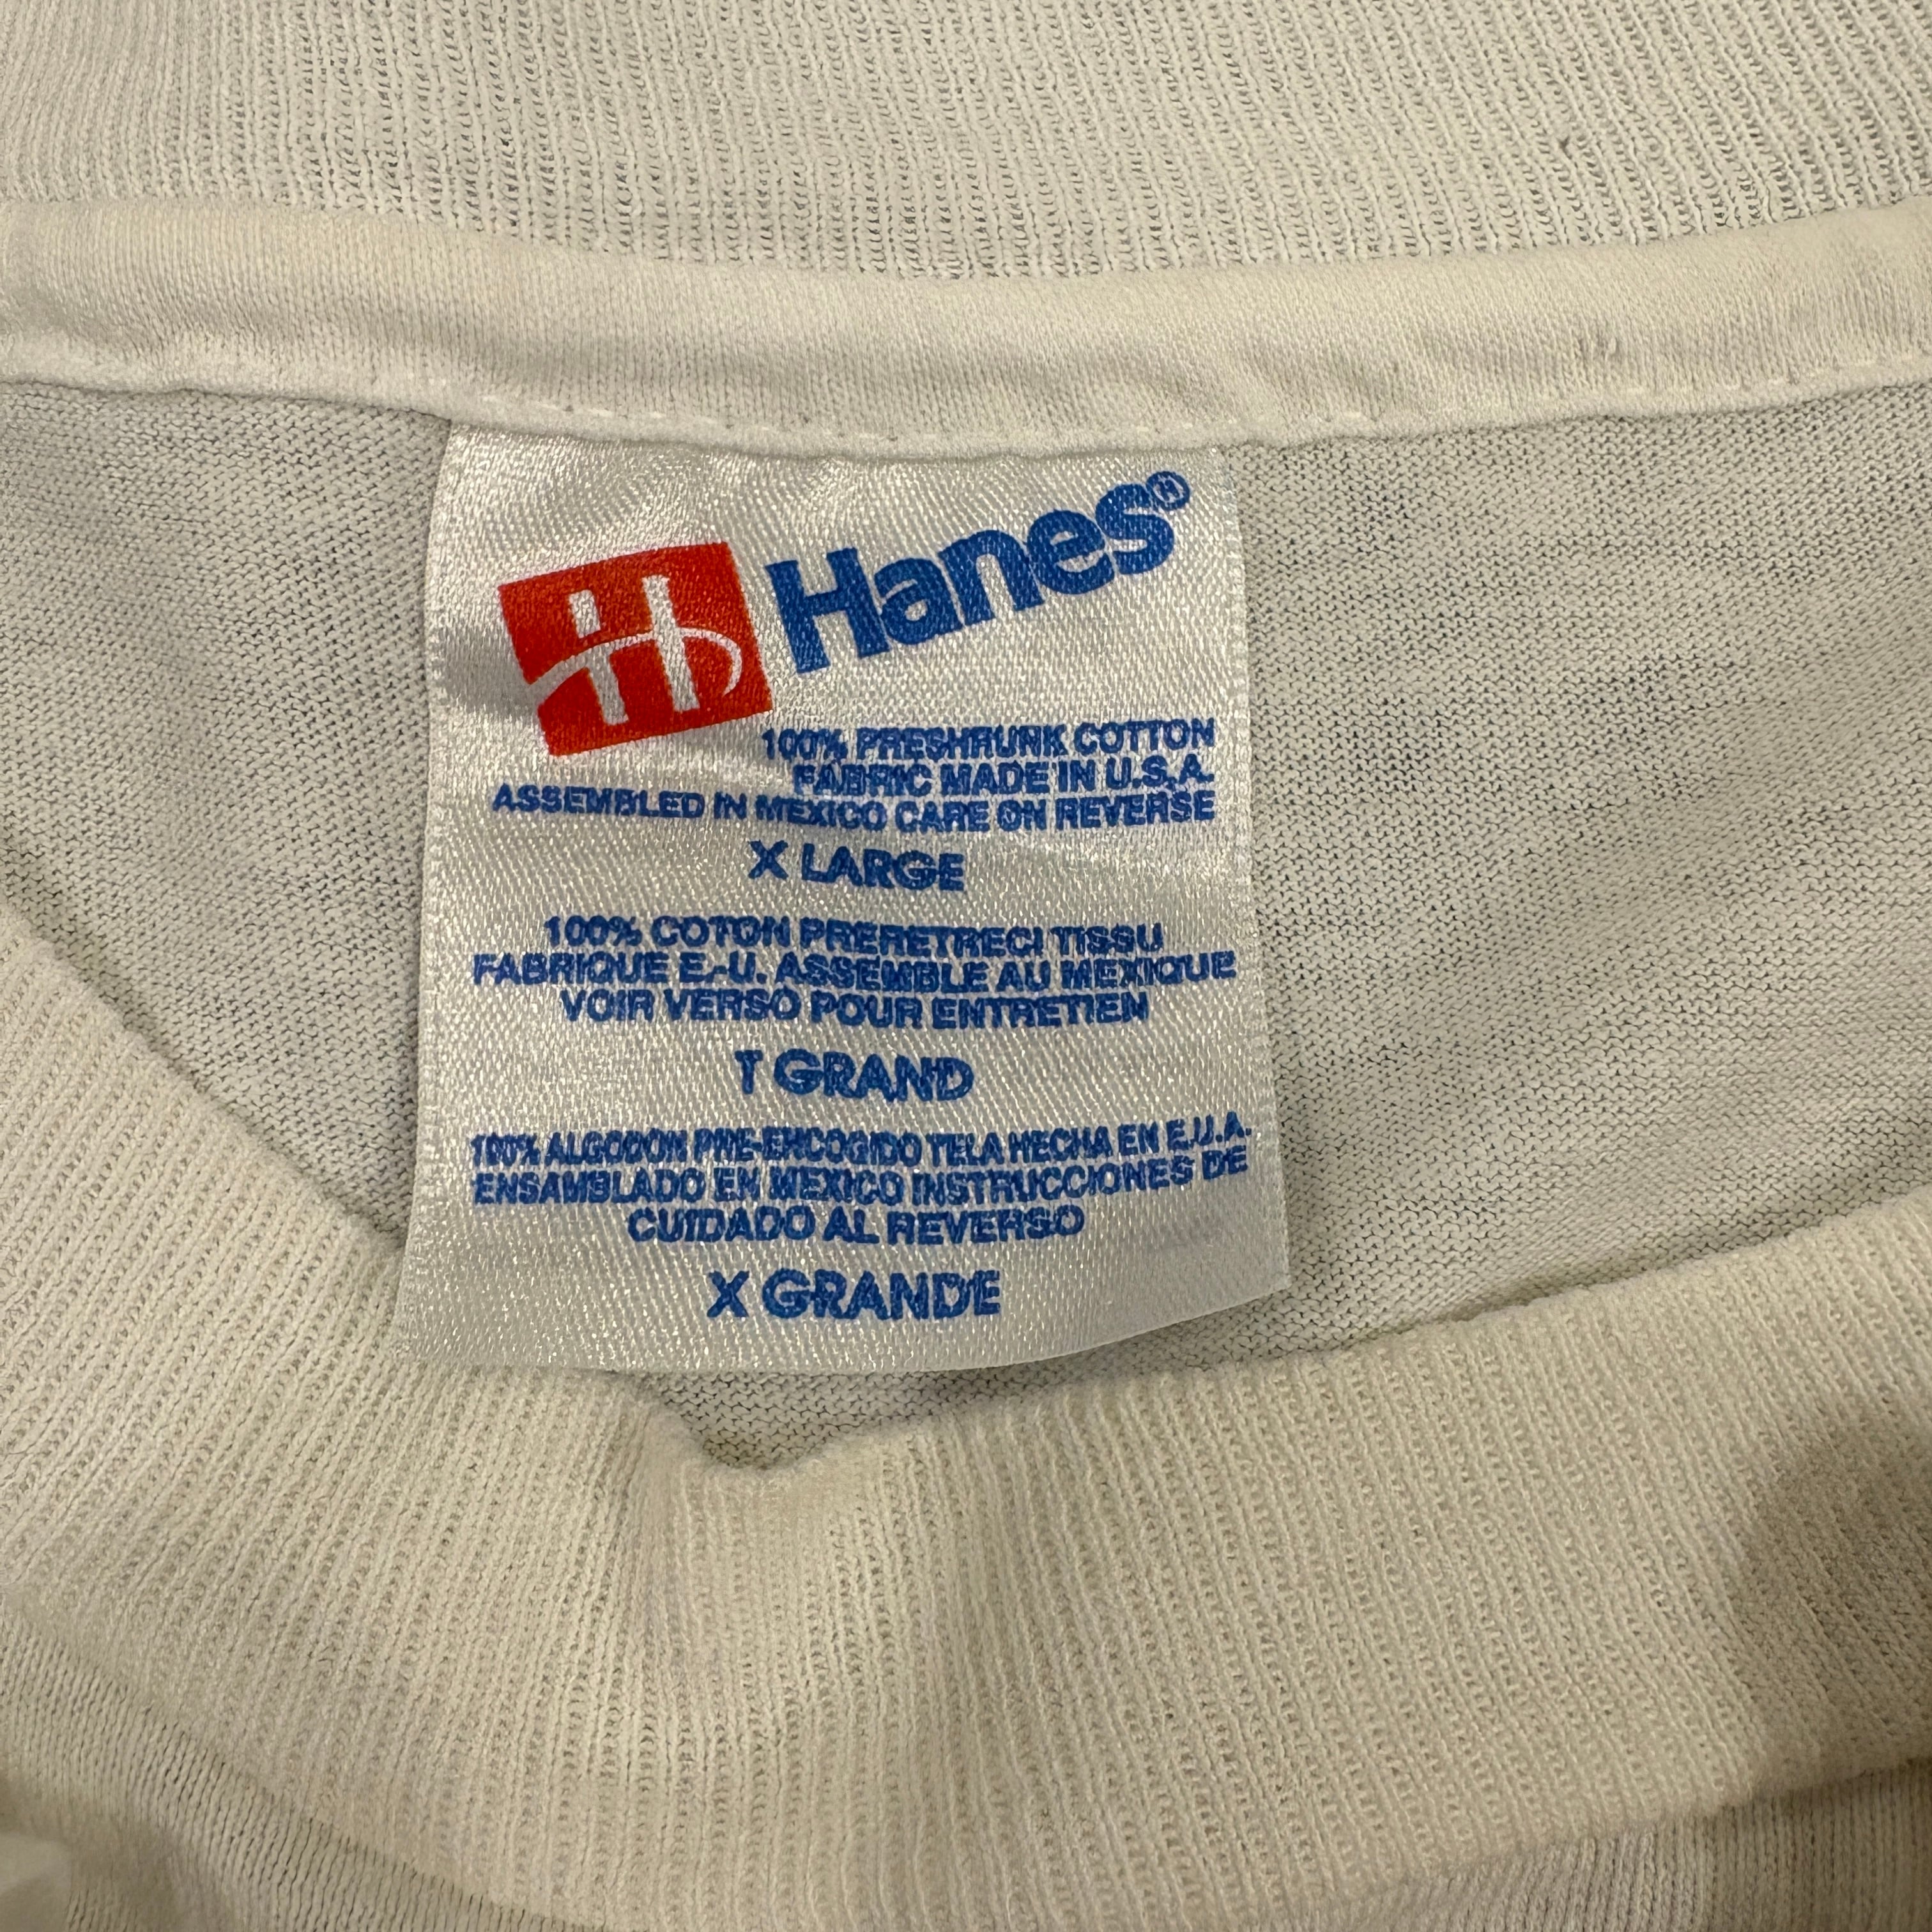 Hanes®
100% PRESHRUNK COTTON
FABRIC MADE IN U.S.A.
ASSEMBLED IN MEXICO CARE ON REVERSE
X LARGE
100% COTON PRERETRECI TISSU
FABRIQUE E.-U. ASSEMBLE AU MEXIQUE
VOIR VERSO POUR ENTRETIEN
T GRAND
100% ALGODON PRE-ENCOGIDO TELA HECHA EN E.U.A.
ENSAMBLADO EN MEXICO INSTRUCCIONES DE
CUIDADO AL REVERSO
X GRANDE